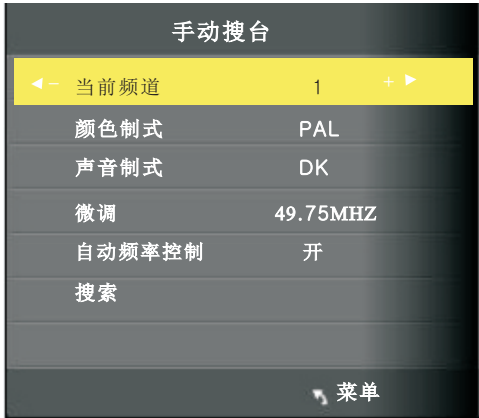 手动搜台
- 当前频道 1 +
颜色制式 PAL
声音制式 DK
微调 49.75MHZ
自动频率控制 开
搜索
菜单